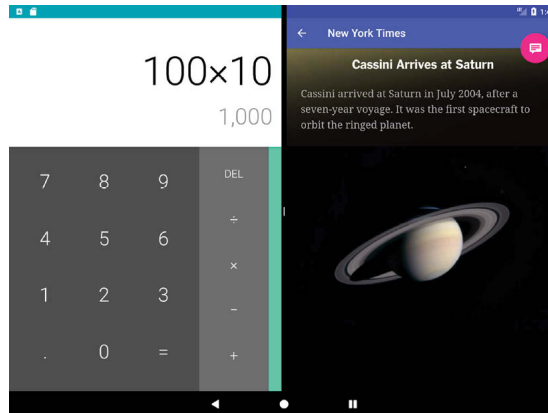 100×10
1,000
7 8 9 DEL
÷
4 5 6
×
1 2 3
−
. 0 = +
New York Times
Cassini Arrives at Saturn
Cassini arrived at Saturn in July 2004, after a
seven-year voyage. It was the first spacecraft to
orbit the ringed planet.